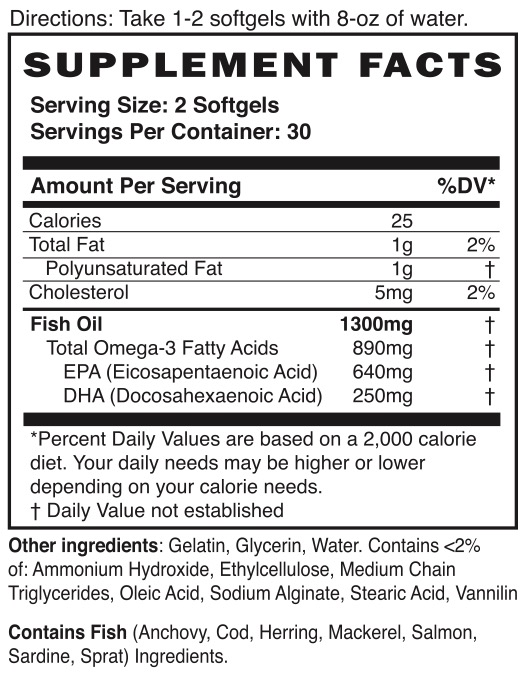 Directions: Take 1-2 softgels with 8-oz of water.
SUPPLEMENT FACTS
Serving Size: 2 Softgels
Servings Per Container: 30
Amount Per Serving %DV*
Calories 25
Total Fat 1g 2%
Polyunsaturated Fat 1g †
Cholesterol 5mg 2%
Fish Oil 1300mg †
Total Omega-3 Fatty Acids 890mg †
EPA (Eicosapentaenoic Acid) 640mg †
DHA (Docosahexaenoic Acid) 250mg †
*Percent Daily Values are based on a 2,000 calorie
diet. Your daily needs may be higher or lower
depending on your calorie needs.
† Daily Value not established
Other ingredients: Gelatin, Glycerin, Water. Contains <2%
of: Ammonium Hydroxide, Ethylcellulose, Medium Chain
Triglycerides, Oleic Acid, Sodium Alginate, Stearic Acid, Vannilin
Contains Fish (Anchovy, Cod, Herring, Mackerel, Salmon,
Sardine, Sprat) Ingredients.